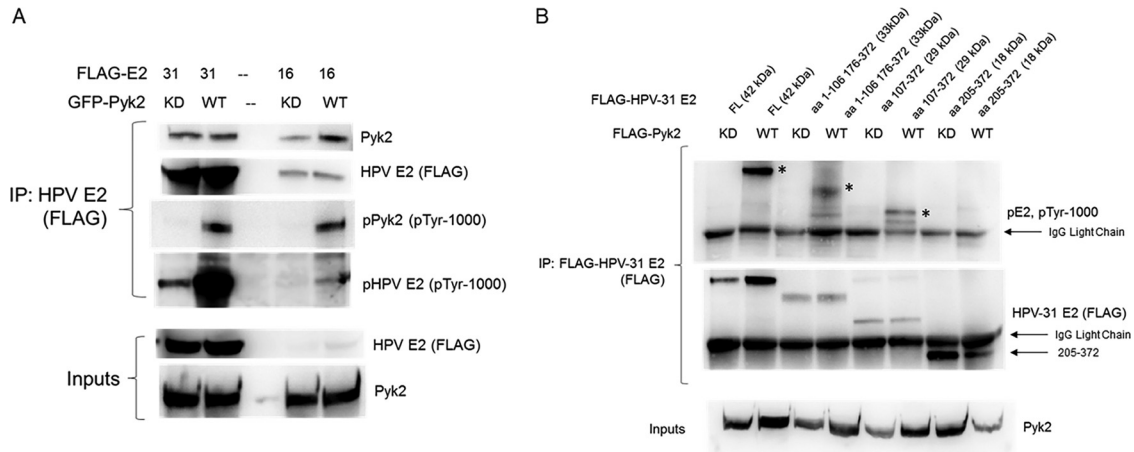 A
FLAG-E2 31 31 -- 16 16
GFP-Pyk2 KD WT -- KD WT
IP: HPV E2
(FLAG)
Pyk2
HPV E2 (FLAG)
pPyk2 (pTyr-1000)
pHPV E2 (pTyr-1000)
Inputs
HPV E2 (FLAG)
Pyk2
B
FLAG-HPV-31 E2
FL (42 kDa)
FL (42 kDa)
aa 1-106 176-372 (33kDa)
aa 1-106 176-372 (33kDa)
aa 107-372 (29 kDa)
aa 107-372 (29 kDa)
aa 205-372 (18 kDa)
aa 205-372 (18 kDa)
FLAG-Pyk2 KD WT KD WT KD WT KD WT
IP: FLAG-HPV-31 E2
(FLAG)
* * *
pE2, pTyr-1000
IgG Light Chain
HPV-31 E2 (FLAG)
IgG Light Chain
205-372
Inputs
Pyk2